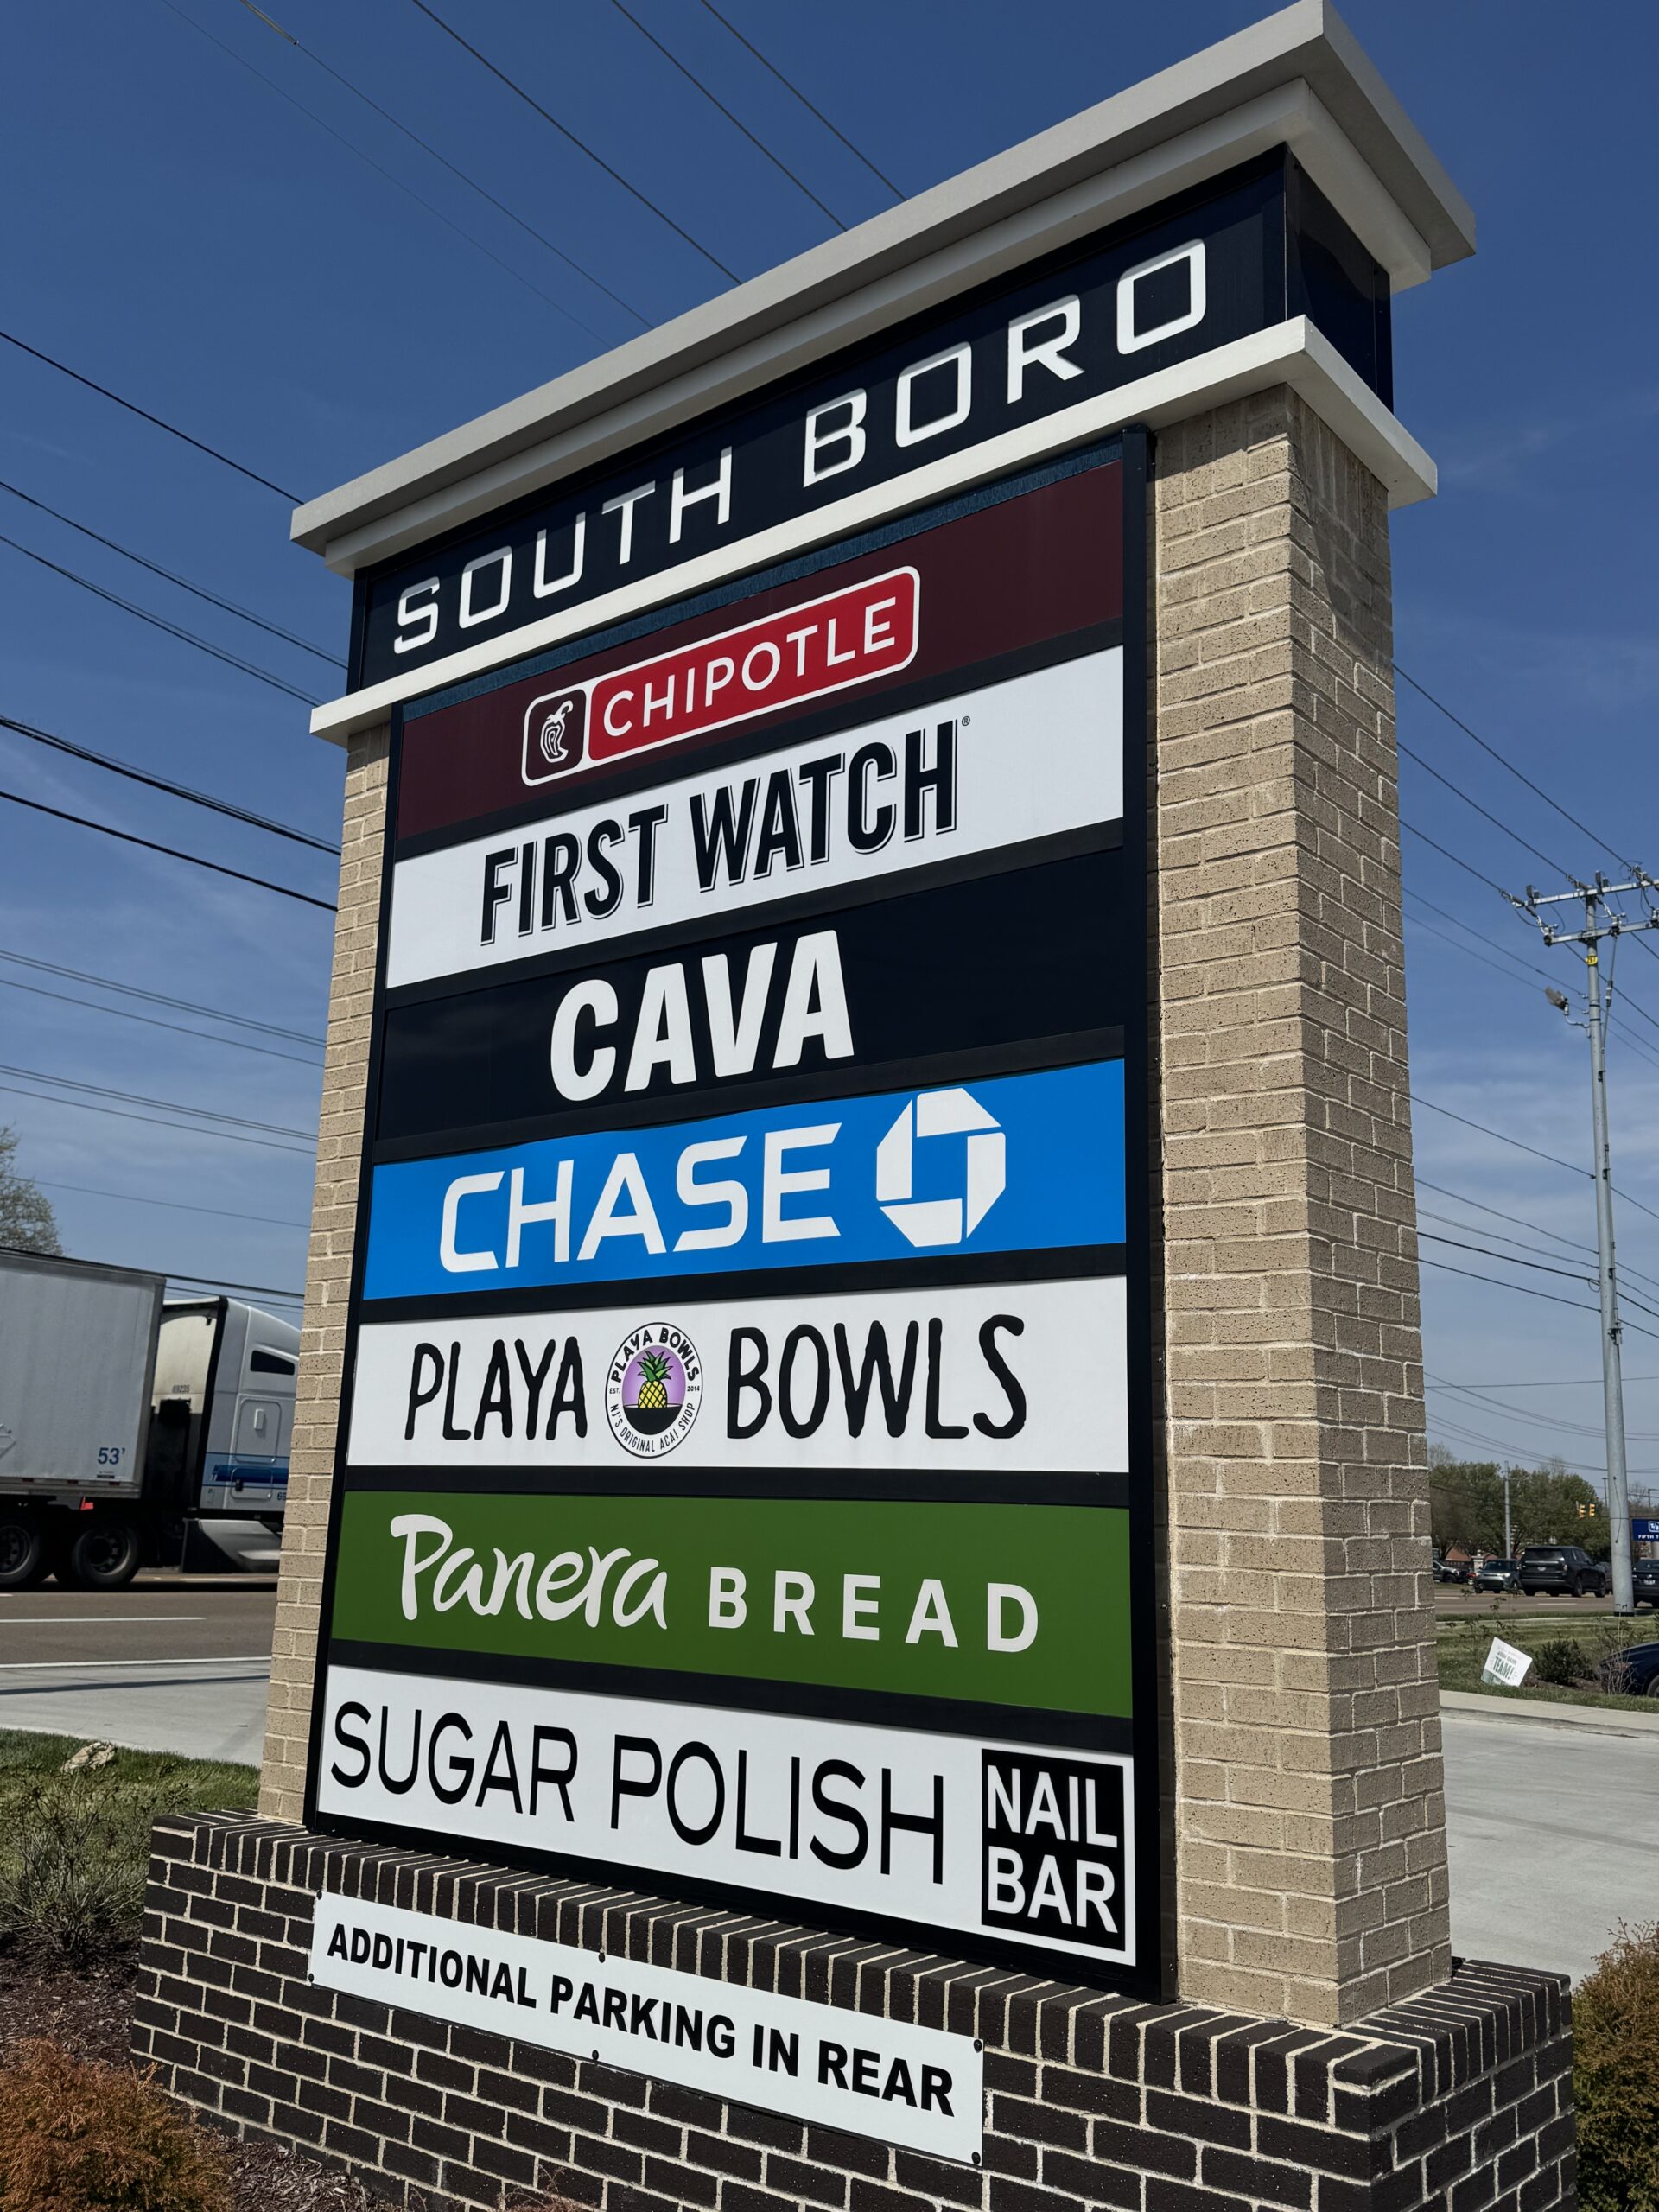 SOUTH BORO
CHIPOTLE
FIRST WATCH®
CAVA
CHASE
PLAYA BOWLS
PLAYA BOWLS
EST. 2014
NJ'S ORIGINAL ACAI SHOP
Panera BREAD
SUGAR POLISH
NAIL
BAR
ADDITIONAL PARKING IN REAR
53'
TEAM!